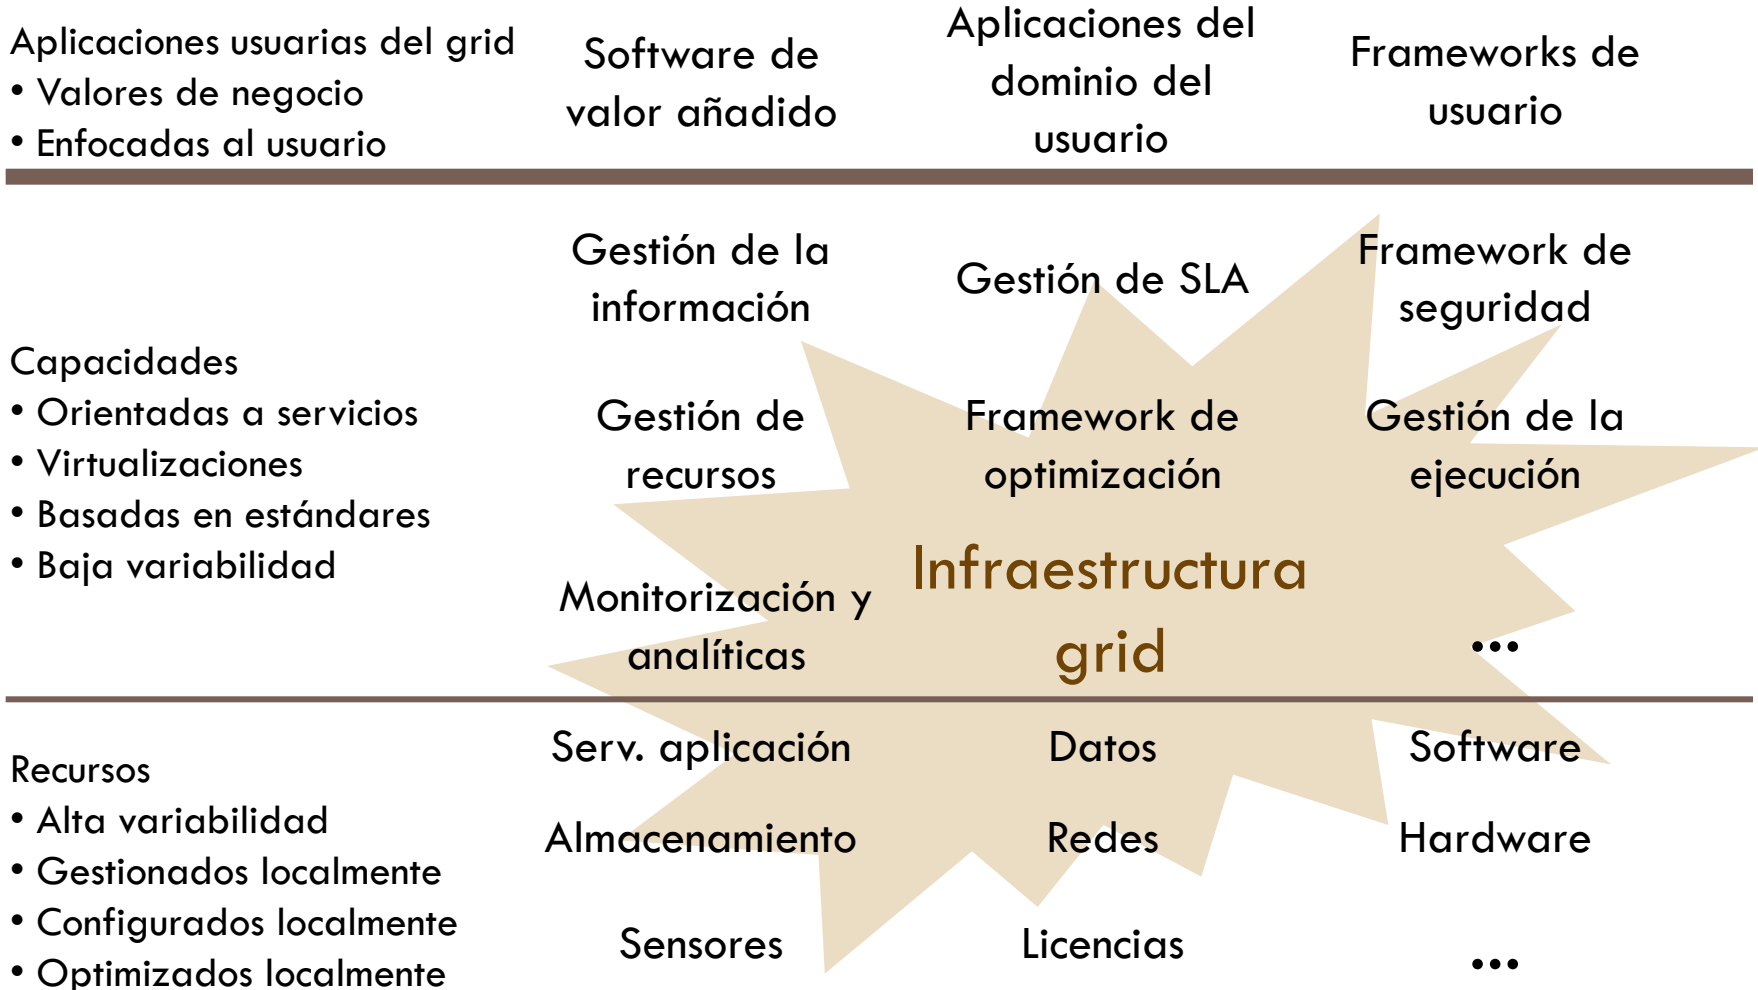 Aplicaciones usuarias del grid
• Valores de negocio
• Enfocadas al usuario
Software de
valor añadido
Aplicaciones del
dominio del
usuario
Frameworks de
usuario
Capacidades
• Orientadas a servicios
• Virtualizaciones
• Basadas en estándares
• Baja variabilidad
Gestión de la
información
Gestión de SLA
Framework de
seguridad
Gestión de
recursos
Framework de
optimización
Gestión de la
ejecución
Monitorización y
analíticas
Infraestructura
grid
...
Recursos
• Alta variabilidad
• Gestionados localmente
• Configurados localmente
• Optimizados localmente
Serv. aplicación
Datos
Software
Almacenamiento
Redes
Hardware
Sensores
Licencias
...